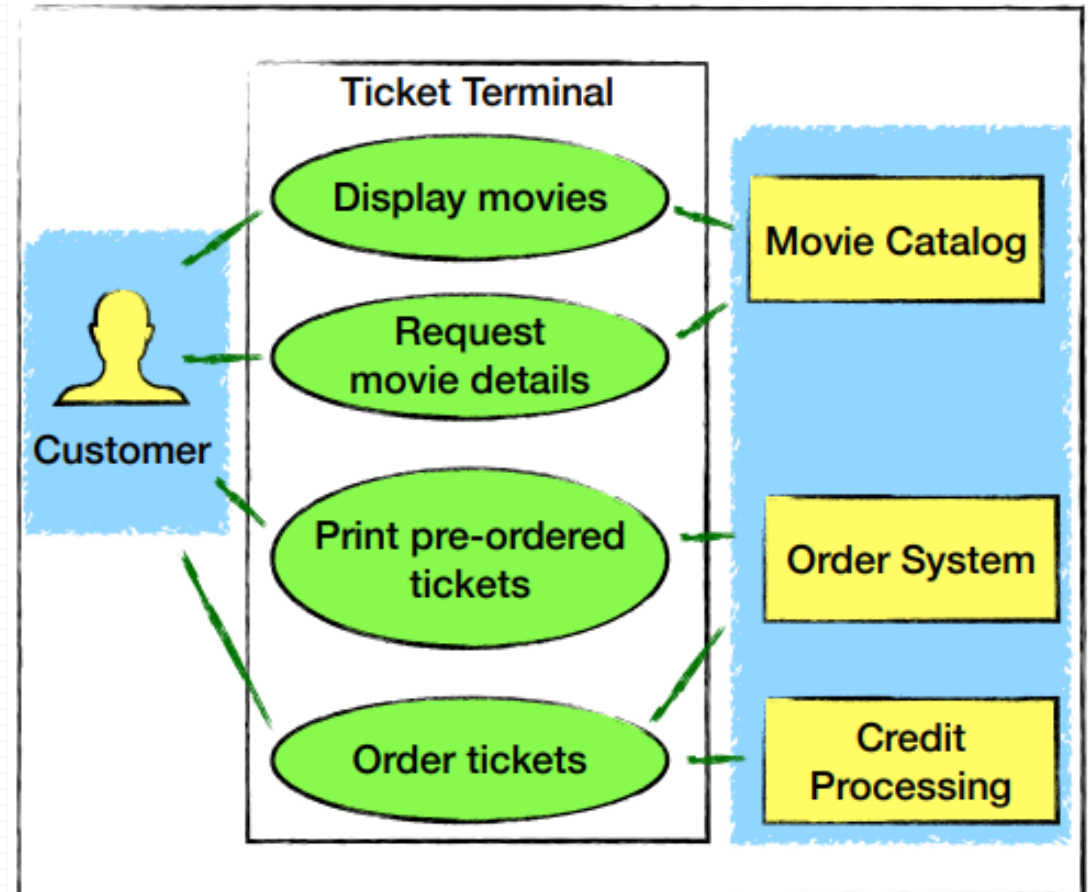 Ticket Terminal
Display movies
Movie Catalog
Request
movie details
Customer
Print pre-ordered
tickets
Order System
Order tickets
Credit
Processing